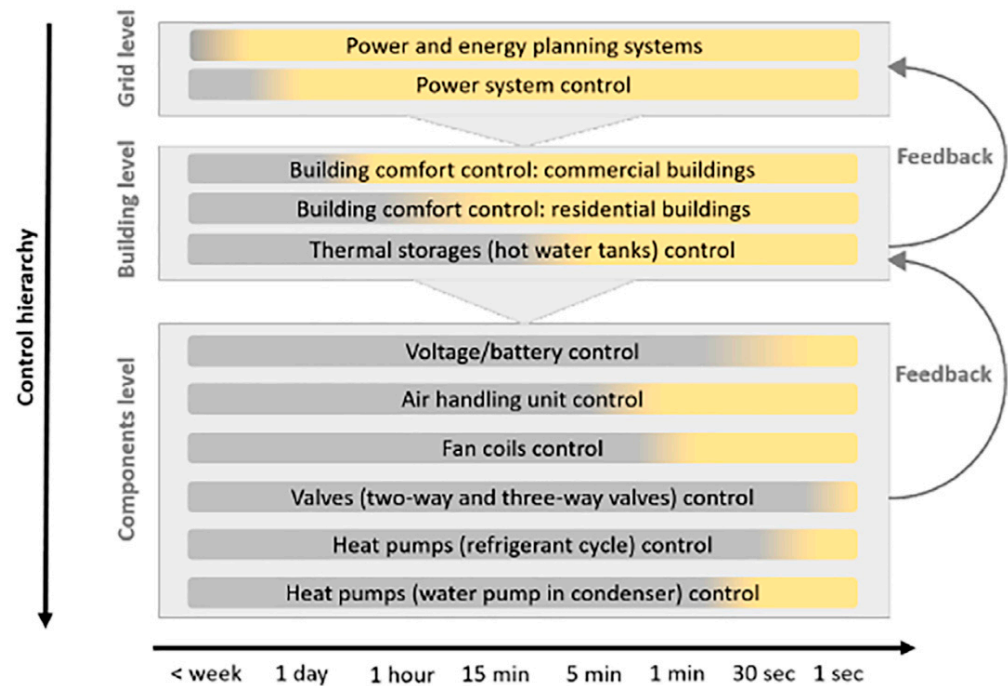 Control hierarchy
Grid level
Power and energy planning systems
Power system control
Building level
Building comfort control: commercial buildings
Building comfort control: residential buildings
Thermal storages (hot water tanks) control
Feedback
Components level
Voltage/battery control
Air handling unit control
Fan coils control
Valves (two-way and three-way valves) control
Heat pumps (refrigerant cycle) control
Heat pumps (water pump in condenser) control
Feedback
< week 1 day 1 hour 15 min 5 min 1 min 30 sec 1 sec